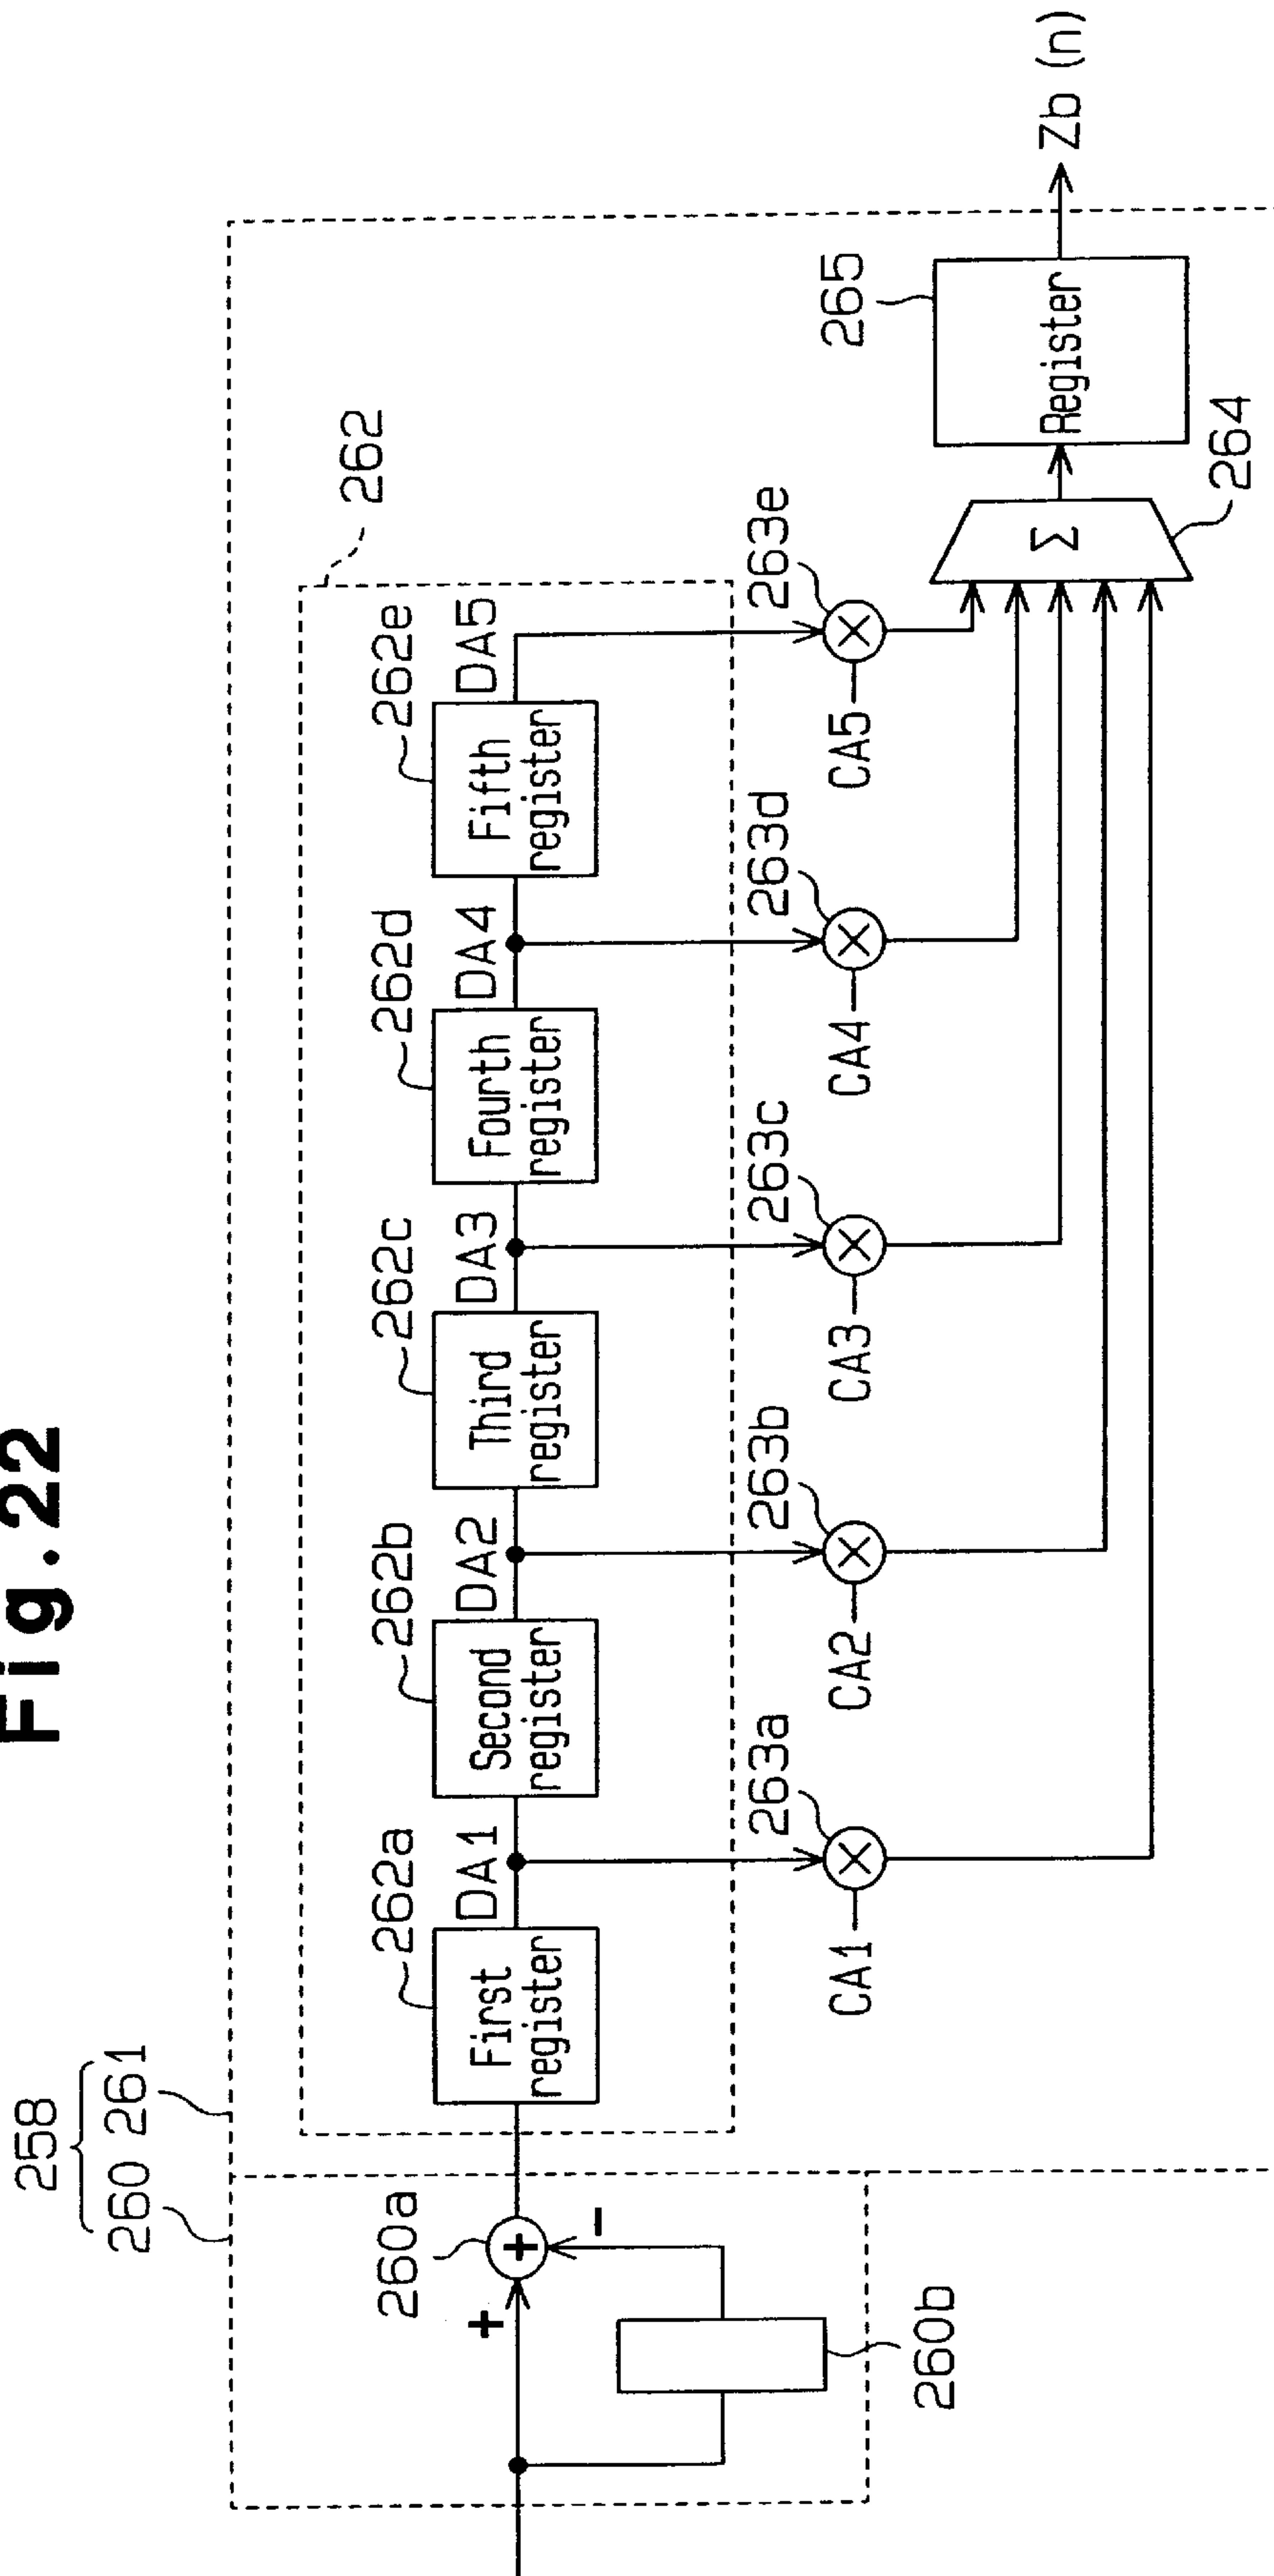 Fig.22
258
260 261
262
262a
262b
262c
262d
262e
260a
+
−
+
First
register
DA1
Second
register
DA2
Third
register
DA3
Fourth
register
DA4
Fifth
register
DA5
260b
263a
263b
263c
263d
263e
CA1
CA2
CA3
CA4
CA5
×
×
×
×
×
265
Σ
Register
Zb (n)
264